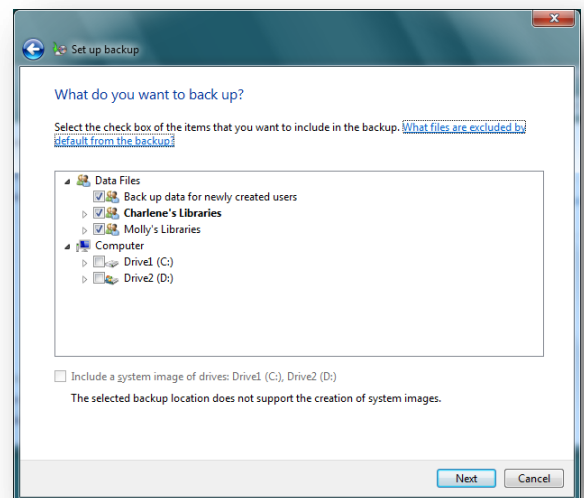 Set up backup
What do you want to back up?
Select the check box of the items that you want to include in the backup. What files are excluded by
default from the backup?
Data Files
Back up data for newly created users
Charlene's Libraries
Molly's Libraries
Computer
Drive1 (C:)
Drive2 (D:)
Include a system image of drives: Drive1 (C:), Drive2 (D:)
The selected backup location does not support the creation of system images.
Next Cancel